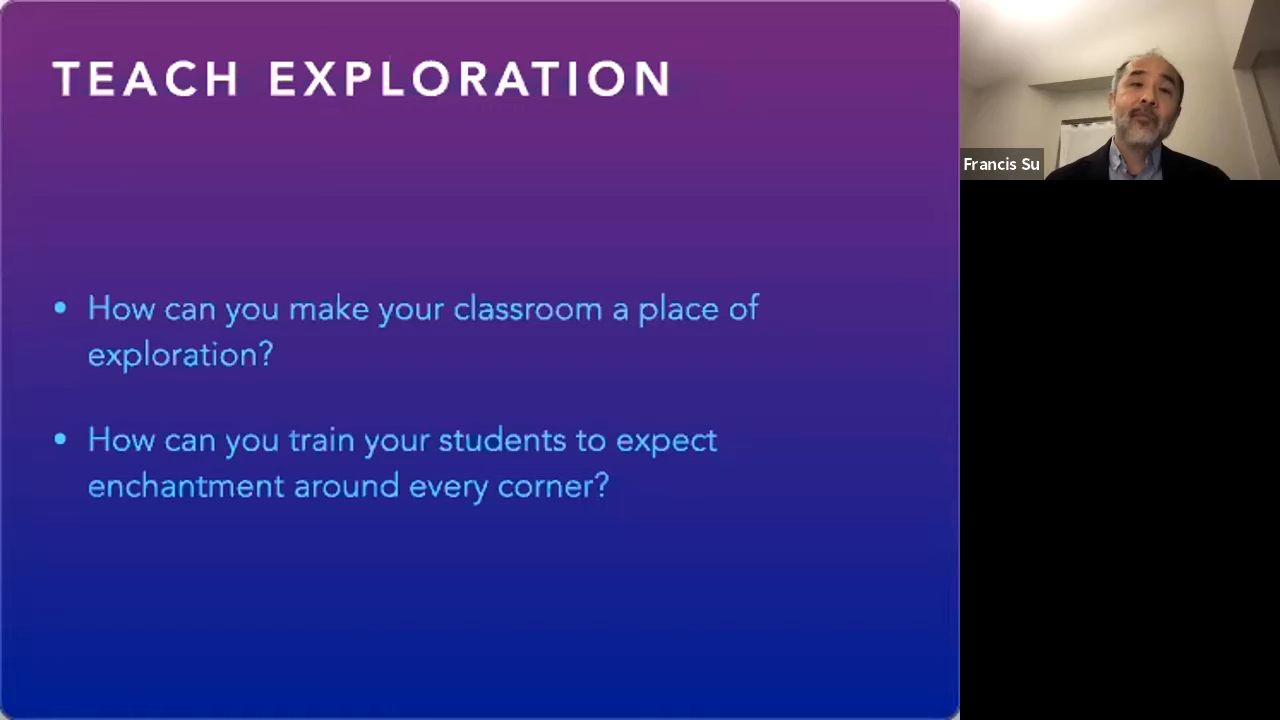 TEACH EXPLORATION
• How can you make your classroom a place of
exploration?
• How can you train your students to expect
enchantment around every corner?
Francis Su